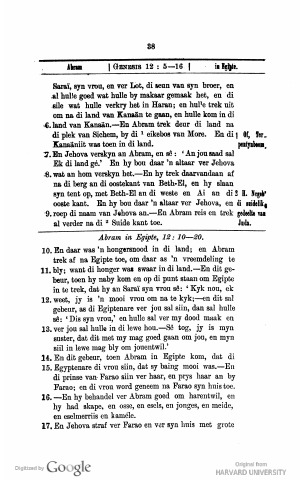 38
Abram | GENESIS 12 : 5—16 | in Egipte.
Saraï, syn vrou, en ver Lot, di seun van syn broer, en
al hulle goed wat hulle by makaar gemaak het, en di
siile wat hulle verkry het in Haran; en hulle trek uit
om na di land van Kanaän te gaan, en hulle kom in di
6. land van Kanaän.—En Abram trek deur di land na
di plek van Sichem, by di ¹ eikebos van More. En di
Kanaäniit was toen in di land.
1 Of, Ter-
pentynboom.
7. En Jehova verskyn an Abram, en sê: 'An jou saad sal
Ek di land gé.' En hy bou daar 'n altaar ver Jehova
8. wat an hom verskyn het.—En hy trek daarvandaan af
na di berg an di oostekant van Beth-El, en hy slaan
syn tent op, met Beth-El an di weste en Ai an di
ooste kant. En hy bou daar 'n altaar ver Jehova, en
9. roep di naam van Jehova an.—En Abram reis en trek
al verder na di ² Suide kant toe.
2 H. Negeb
di suidelik
gedeelte van
Juda.
Abram in Egipte, 12 : 10—20.
10. En daar was 'n hongersnood in di land; en Abram
trek af na Egipte toe, om daar as 'n vreemdeling te
11. bly; want di honger was swaar in di land.—En dit ge-
beur, toen hy naby kom en op di punt staan om Egipte
in te trek, dat hy an Saraï syn vrou sê: 'Kyk nou, ek
12. weet, jy is 'n mooi vrou om na te kyk;—en dit sal
gebeur, as di Egiptenare ver jou sal siin, dan sal hulle
sê: 'Dis syn vrou,' en hulle sal ver my dood maak en
13. ver jou sal hulle in di lewe hou.—Sê tog, jy is myn
suster, dat dit met my mag goed gaan om jou, en myn
siil in lewe mag bly om jouentwil.'
14. En dit gebeur, toen Abram in Egipte kom, dat di
15. Egyptenare di vrou siin, dat sy baing mooi was.—En
di prinse van Farao siin ver haar, en prys haar an by
Farao; en di vrou word geneem na Farao syn huis toe.
16. —En hy behandel ver Abram goed om harentwil, en
hy had skape, en osse, en esels, en jonges, en meide,
en eselmerriis en kaméle.
17. En Jehova straf ver Farao en ver syn huis met grote
Digitized by Google
Original from
HARVARD UNIVERSITY